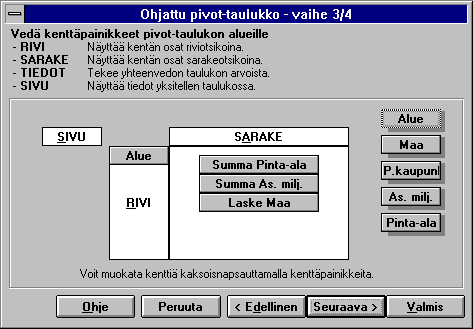 Ohjattu pivot-taulukko - vaihe 3/4
Vedä kenttäpainikkeet pivot-taulukon alueille
- RIVI Näyttää kentän osat riviotsikoina.
- SARAKE Näyttää kentän osat sarakeotsikoina.
- TIEDOT Tekee yhteenvedon taulukon arvoista.
- SIVU Näyttää tiedot yksitellen taulukossa.
SIVU
SARAKE
Alue
RIVI
Summa Pinta-ala
Summa As. milj.
Laske Maa
Alue
Maa
P.kaupunl
As. milj.
Pinta-ala
Voit muokata kenttiä kaksoisnapsauttamalla kenttäpainikkeita.
Ohje
Peruuta
< Edellinen
Seuraava >
Valmis